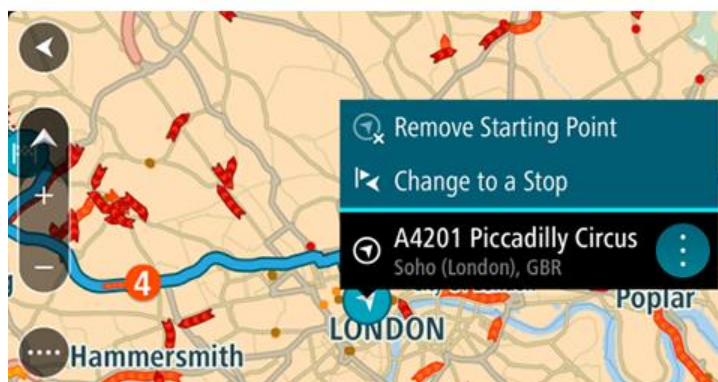 Remove Starting Point
Change to a Stop
A4201 Piccadilly Circus
Soho (London), GBR
4
Poplar
LONDON
Hammersmith